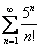 ∑_{n=1}^{∞} 5^n / n!